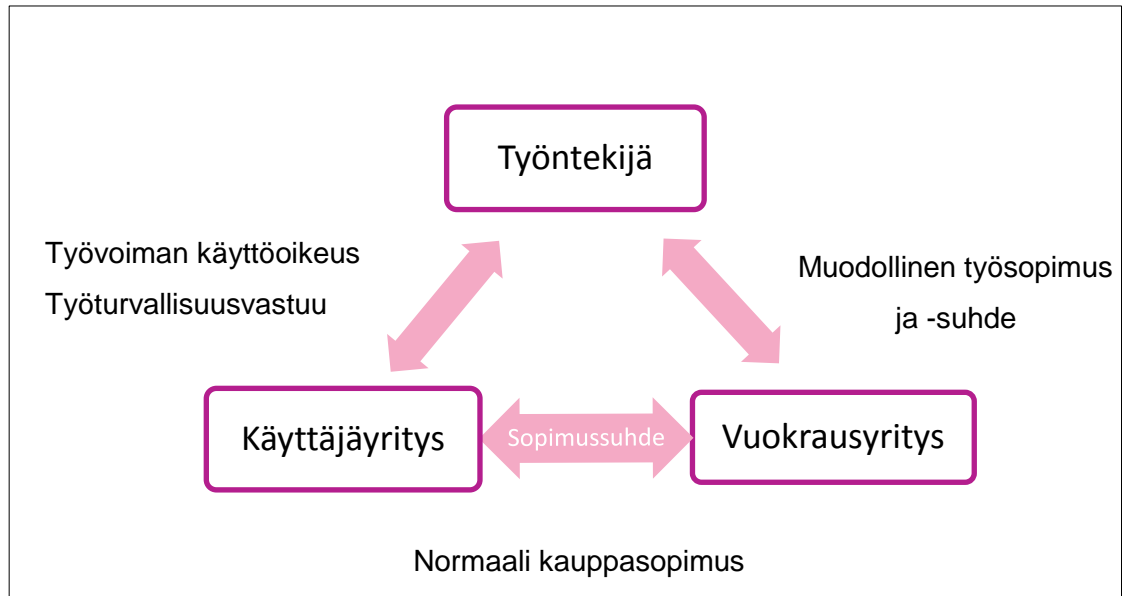 Työntekijä
Työvoiman käyttöoikeus
Työturvallisuusvastuu
Muodollinen työsopimus
ja -suhde
Käyttäjäyritys
Sopimussuhde
Vuokrausyritys
Normaali kauppasopimus